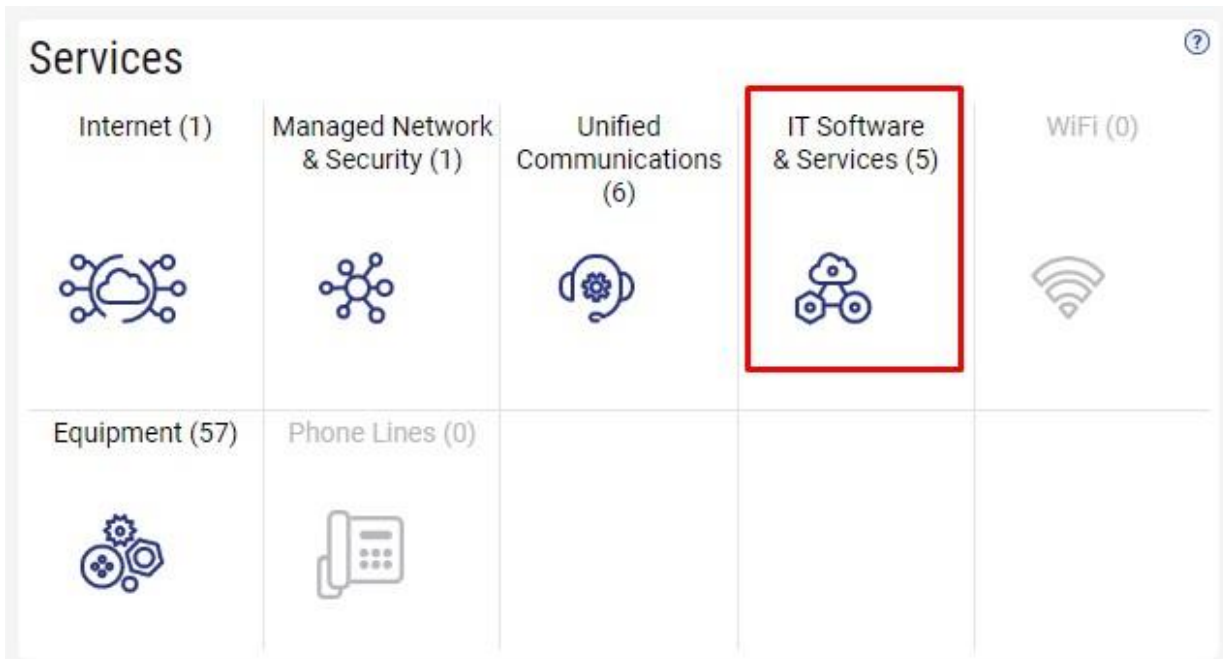 Services
?
Internet (1)
Managed Network
& Security (1)
Unified
Communications
(6)
IT Software
& Services (5)
WiFi (0)
Equipment (57)
Phone Lines (0)